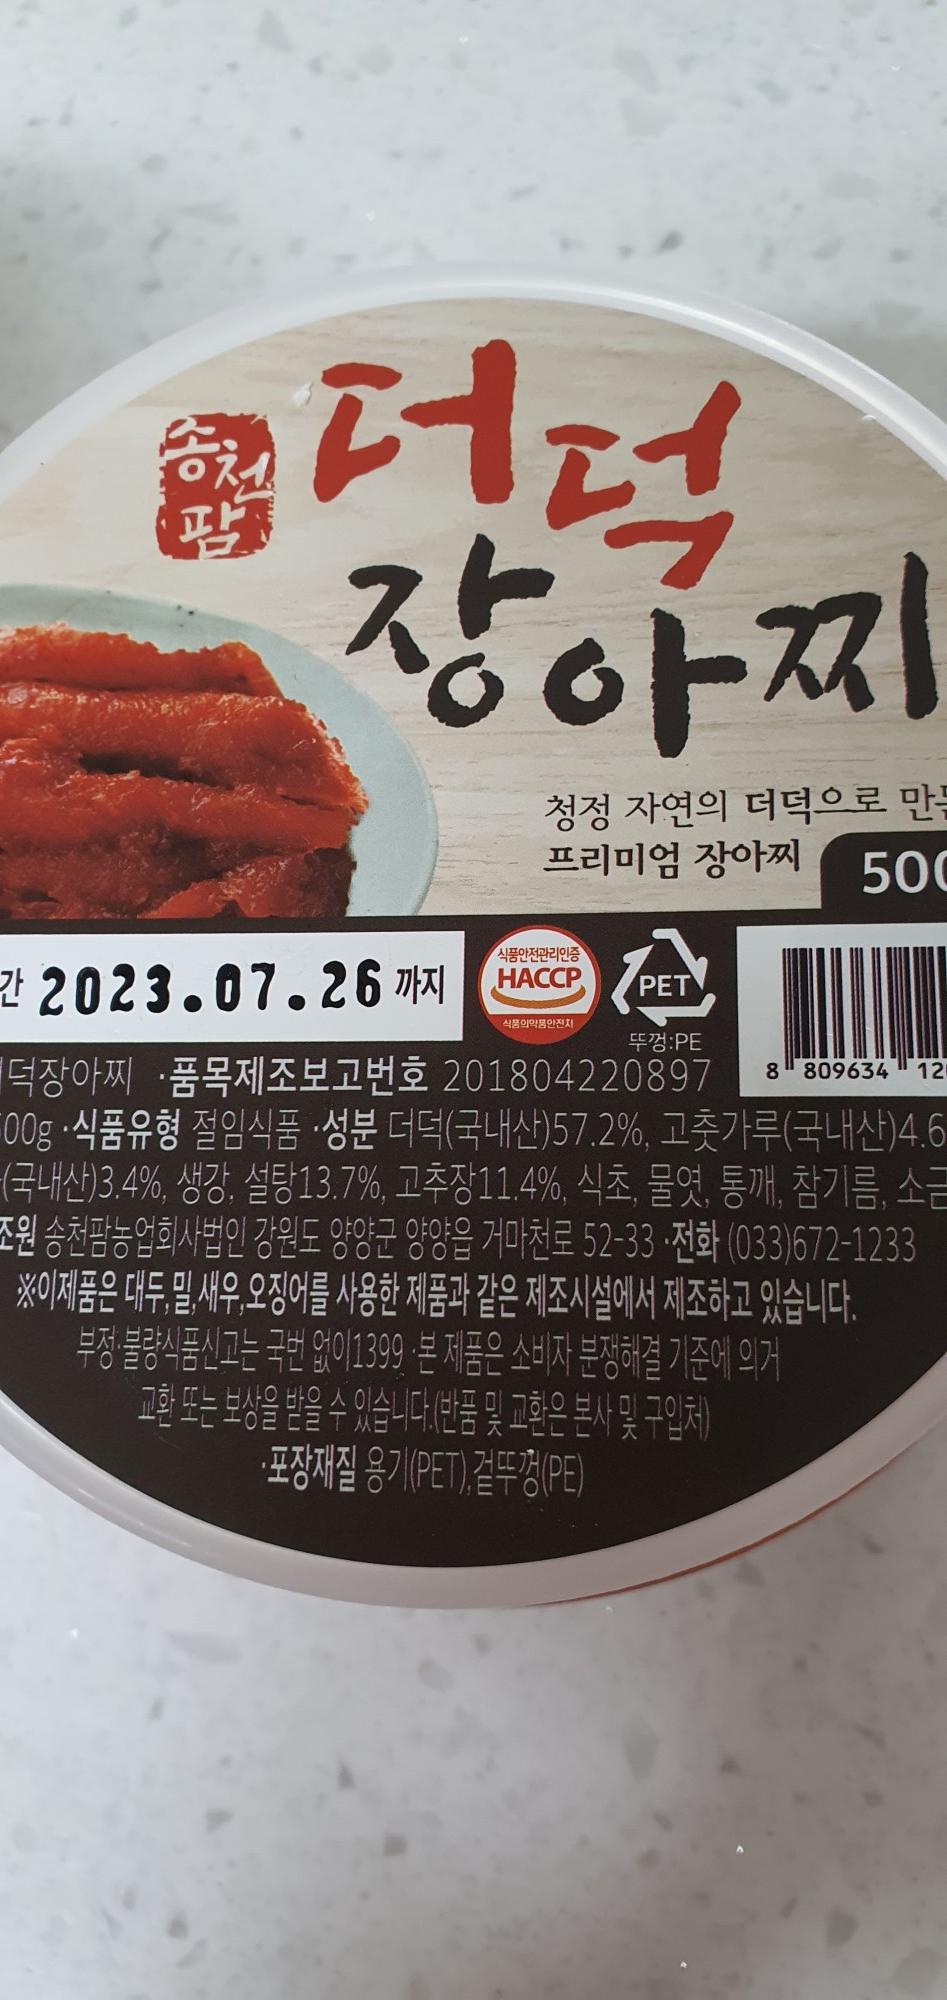 송천
팜
더덕
장아찌
청정 자연의 더덕으로
프리미엄 장아찌
500
간 2023.07.26 까지
식품안전관리인증
HACCP
식품의약품안전처
PET
뚜껑:PE
8 809634 12
덕장아찌 ·품목제조보고번호 201804220897
500g ·식품유형 절임식품 ·성분 더덕(국내산)57.2%, 고춧가루(국내산)4.6
(국내산)3.4%, 생강, 설탕13.7%, 고추장11.4%, 식초, 물엿, 통깨, 참기름, 소금
조원 송천팜농업회사법인 강원도 양양군 양양읍 거마천로 52-33 ·전화 (033)672-1233
※이제품은 대두,밀,새우,오징어를 사용한 제품과 같은 제조시설에서 제조하고 있습니다.
부정·불량식품신고는 국번 없이1399 ·본 제품은 소비자 분쟁해결 기준에 의거
교환 또는 보상을 받을 수 있습니다.(반품 및 교환은 본사 및 구입처)
·포장재질 용기(PET),겉뚜껑(PE)